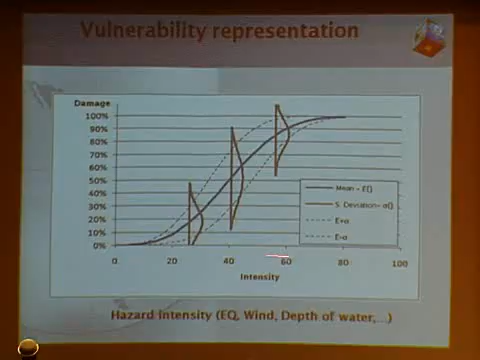 Vulnerability representation
Damage
100%
90%
80%
70%
60%
50%
40%
30%
20%
10%
0%
0
20
40
60
80
100
Intensity
Mean - E()
S. Deviation- σ()
E+σ
E-σ
Hazard Intensity (EQ, Wind, Depth of water,...)